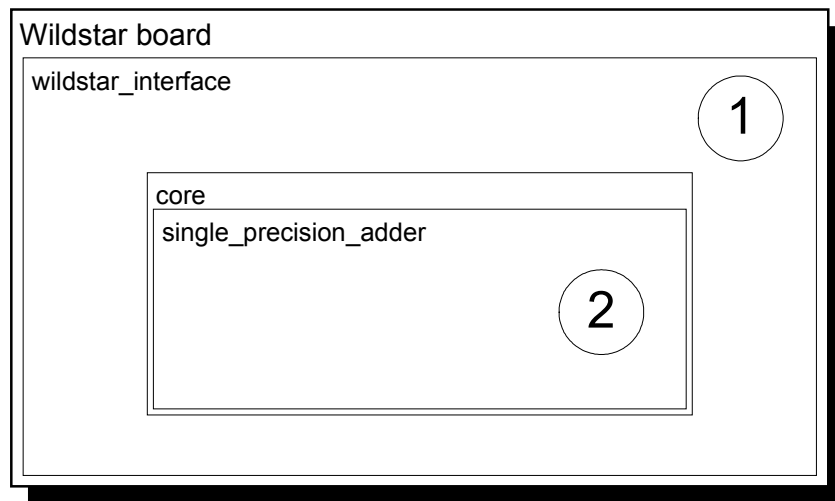 Wildstar board
wildstar_interface
1
core
single_precision_adder
2